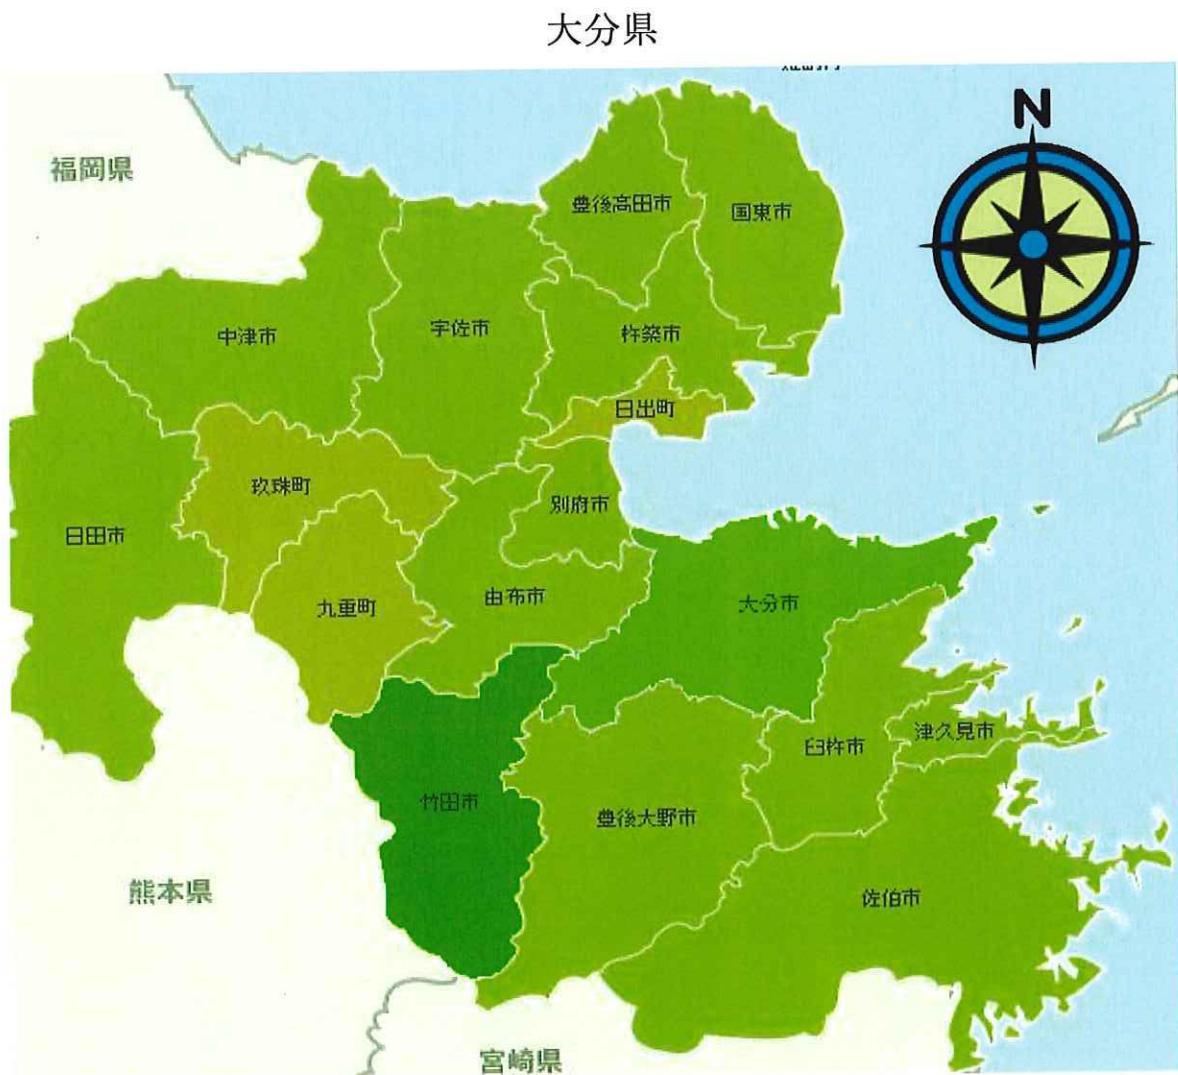 大分県
N
福岡県
豊後高田市
国東市
中津市
宇佐市
杵築市
日出町
玖珠町
別府市
日田市
由布市
九重町
大分市
竹田市
豊後大野市
臼杵市
津久見市
熊本県
佐伯市
宮崎県